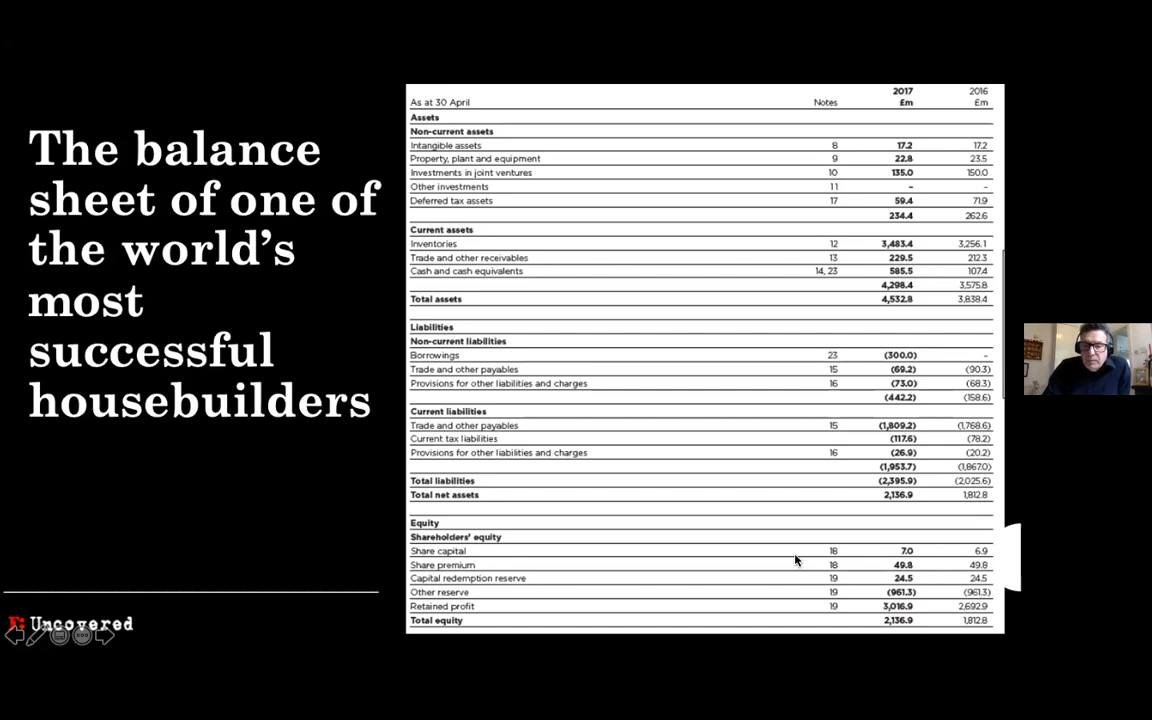 The balance
sheet of one of
the world's
most
successful
housebuilders
Uncovered
2017 2016
As at 30 April Notes £m £m
Assets
Non-current assets
Intangible assets 8 17.2 17.2
Property, plant and equipment 9 22.8 23.5
Investments in joint ventures 10 135.0 150.0
Other investments 11 – –
Deferred tax assets 17 59.4 71.9
234.4 262.6
Current assets
Inventories 12 3,483.4 3,256.1
Trade and other receivables 13 229.5 212.3
Cash and cash equivalents 14, 23 585.5 107.4
4,298.4 3,575.8
Total assets 4,532.8 3,838.4
Liabilities
Non-current liabilities
Borrowings 23 (300.0) –
Trade and other payables 15 (69.2) (90.3)
Provisions for other liabilities and charges 16 (73.0) (68.3)
(442.2) (158.6)
Current liabilities
Trade and other payables 15 (1,809.2) (1,768.6)
Current tax liabilities (117.6) (78.2)
Provisions for other liabilities and charges 16 (26.9) (20.2)
(1,953.7) (1,867.0)
Total liabilities (2,395.9) (2,025.6)
Total net assets 2,136.9 1,812.8
Equity
Shareholders' equity
Share capital 18 7.0 6.9
Share premium 18 49.8 49.8
Capital redemption reserve 19 24.5 24.5
Other reserve 19 (961.3) (961.3)
Retained profit 19 3,016.9 2,692.9
Total equity 2,136.9 1,812.8